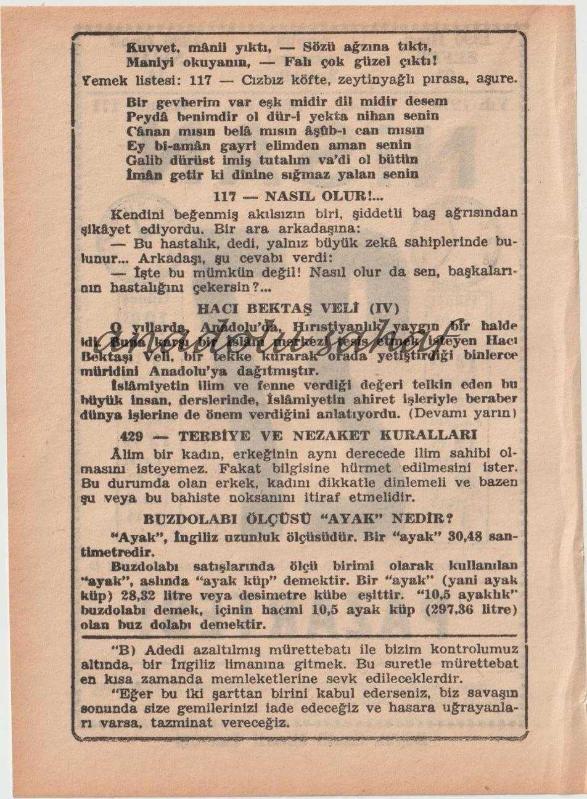 Kuvvet, mânii yıktı, — Sözü ağzına tıktı,
Maniyi okuyanın, — Falı çok güzel çıktı!
Yemek listesi: 117 — Cızbız köfte, zeytinyağlı pırasa, aşure.
Bir gevherim var eşk midir dil midir desem
Peydâ benimdir ol dür-i yekta nihan senin
Cânan mısın belâ mısın âşûb-ı can mısın
Ey bi-amân gayri elimden aman senin
Galib dürüst imiş tutalım va'di ol bütün
İmân getir ki dinine sığmaz yalan senin
117 — NASIL OLUR!...
Kendini beğenmiş akılsızın biri, şiddetli baş ağrısından
şikâyet ediyordu. Bir ara arkadaşına:
— Bu hastalık, dedi, yalnız büyük zekâ sahiplerinde bu-
lunur... Arkadaşı, şu cevabı verdi:
— İşte bu mümkün değil! Nasıl olur da sen, başkaları-
nın hastalığını çekersin?...
HACI BEKTAŞ VELİ (IV)
O yıllarda, Anadolu'da, Hıristiyanlık yaygın bir halde
idi. Buna karşı bir İslâm merkezi tesis etmek isteyen Hacı
Bektaşi Veli, bir tekke kurarak orada yetiştirdiği binlerce
müridini Anadolu'ya dağıtmıştır.
anadolu sahaf
İslâmiyetin ilim ve fenne verdiği değeri telkin eden bu
büyük insan, derslerinde, İslâmiyetin ahiret işleriyle beraber
dünya işlerine de önem verdiğini anlatıyordu. (Devamı yarın)
429 — TERBİYE VE NEZAKET KURALLARI
Âlim bir kadın, erkeğinin aynı derecede ilim sahibi ol-
masını isteyemez. Fakat bilgisine hürmet edilmesini ister.
Bu durumda olan erkek, kadını dikkatle dinlemeli ve bazen
şu veya bu bahiste noksanını itiraf etmelidir.
BUZDOLABI ÖLÇÜSÜ "AYAK" NEDİR?
"Ayak", İngiliz uzunluk ölçüsüdür. Bir "ayak" 30,48 san-
timetredir.
Buzdolabı satışlarında ölçü birimi olarak kullanılan
"ayak", aslında "ayak küp" demektir. Bir "ayak" (yani ayak
küp) 28,32 litre veya desimetre kübe eşittir. "10,5 ayaklık"
buzdolabı demek, içinin hacmi 10,5 ayak küp (297,36 litre)
olan buz dolabı demektir.
"B) Adedi azaltılmış mürettebatı ile bizim kontrolumuz
altında, bir İngiliz limanına gitmek. Bu suretle mürettebat
en kısa zamanda memleketlerine sevk edileceklerdir.
"Eğer bu iki şarttan birini kabul ederseniz, biz savaşın
sonunda size gemilerinizi iade edeceğiz ve hasara uğrayanla-
rı varsa, tazminat vereceğiz.